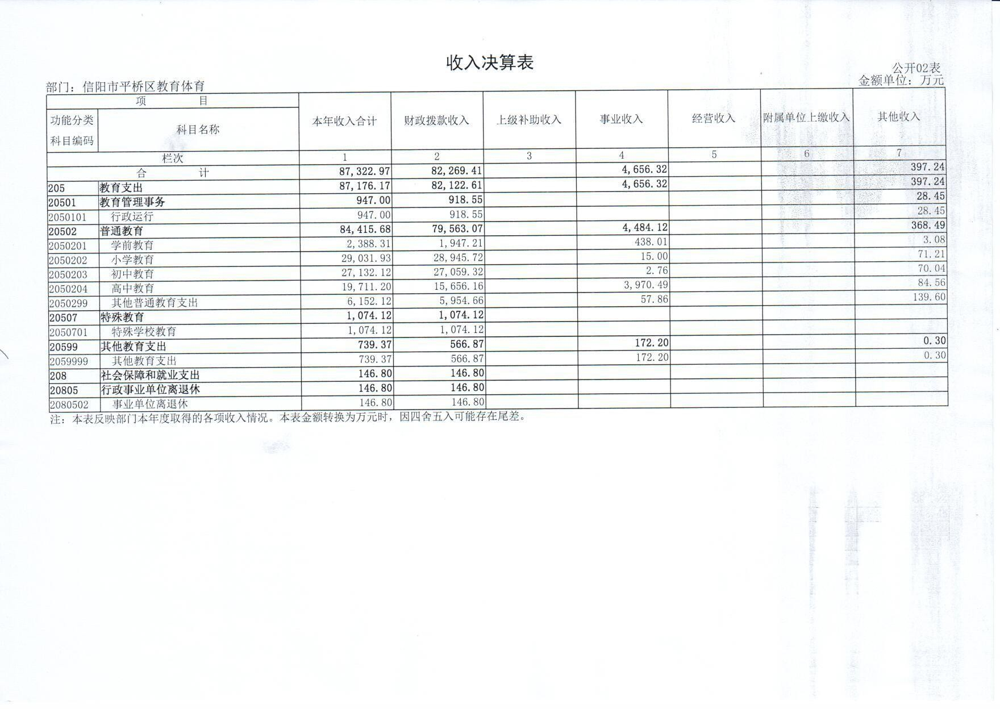 收入决算表
公开02表
部门：信阳市平桥区教育体育
金额单位：万元
项 目
功能分类科目编码 科目名称 本年收入合计 财政拨款收入 上级补助收入 事业收入 经营收入 附属单位上缴收入 其他收入
栏次 1 2 3 4 5 6 7
合 计 87,322.97 82,269.41 4,656.32 397.24
205 教育支出 87,176.17 82,122.61 4,656.32 397.24
20501 教育管理事务 947.00 918.55 28.45
2050101 行政运行 947.00 918.55 28.45
20502 普通教育 84,415.68 79,563.07 4,484.12 368.49
2050201 学前教育 2,388.31 1,947.21 438.01 3.08
2050202 小学教育 29,031.93 28,945.72 15.00 71.21
2050203 初中教育 27,132.12 27,059.32 2.76 70.04
2050204 高中教育 19,711.20 15,656.16 3,970.49 84.56
2050299 其他普通教育支出 6,152.12 5,954.66 57.86 139.60
20507 特殊教育 1,074.12 1,074.12
2050701 特殊学校教育 1,074.12 1,074.12
20599 其他教育支出 739.37 566.87 172.20 0.30
2059999 其他教育支出 739.37 566.87 172.20 0.30
208 社会保障和就业支出 146.80 146.80
20805 行政事业单位离退休 146.80 146.80
2080502 事业单位离退休 146.80 146.80
注：本表反映部门本年度取得的各项收入情况。本表金额转换为万元时，因四舍五入可能存在尾差。